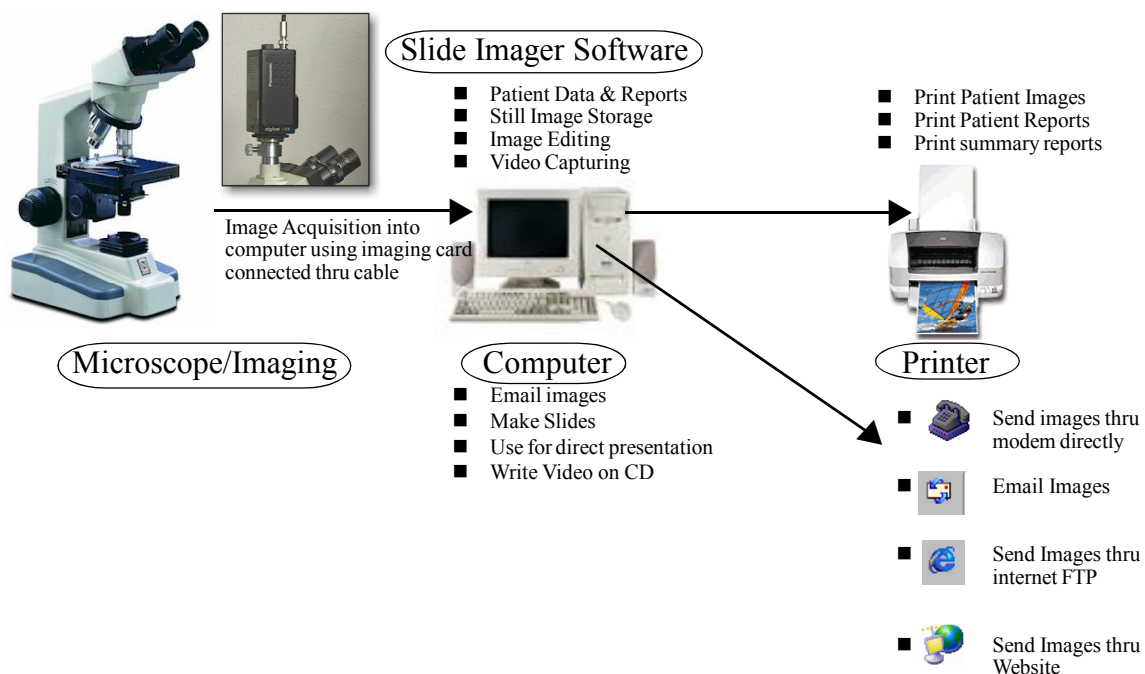 Slide Imager Software
Patient Data & Reports
Still Image Storage
Image Editing
Video Capturing
Print Patient Images
Print Patient Reports
Print summary reports
Image Acquisition into
computer using imaging card
connected thru cable
Microscope/Imaging
Computer
Email images
Make Slides
Use for direct presentation
Write Video on CD
Printer
Send images thru
modem directly
Email Images
Send Images thru
internet FTP
Send Images thru
Website